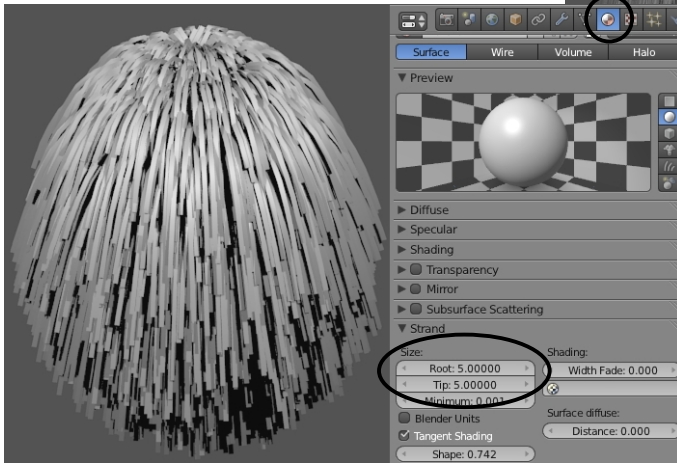 Surface Wire Volume Halo
Preview
Diffuse
Specular
Shading
Transparency
Mirror
Subsurface Scattering
Strand
Size: Shading:
Root: 5.00000 Width Fade: 0.000
Tip: 5.00000
Minimum: 0.001
Blender Units Surface diffuse:
Tangent Shading Distance: 0.000
Shape: 0.742